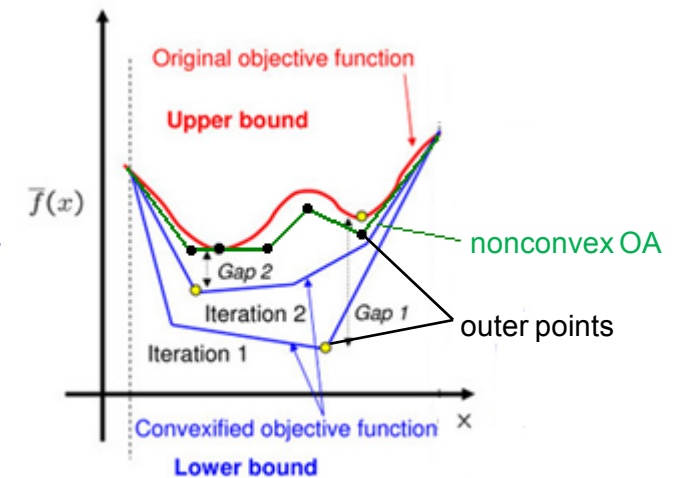 Original objective function
Upper bound
f̅(x)
nonconvex OA
Gap 2
Iteration 2
Gap 1
outer points
Iteration 1
Convexified objective function
x
Lower bound